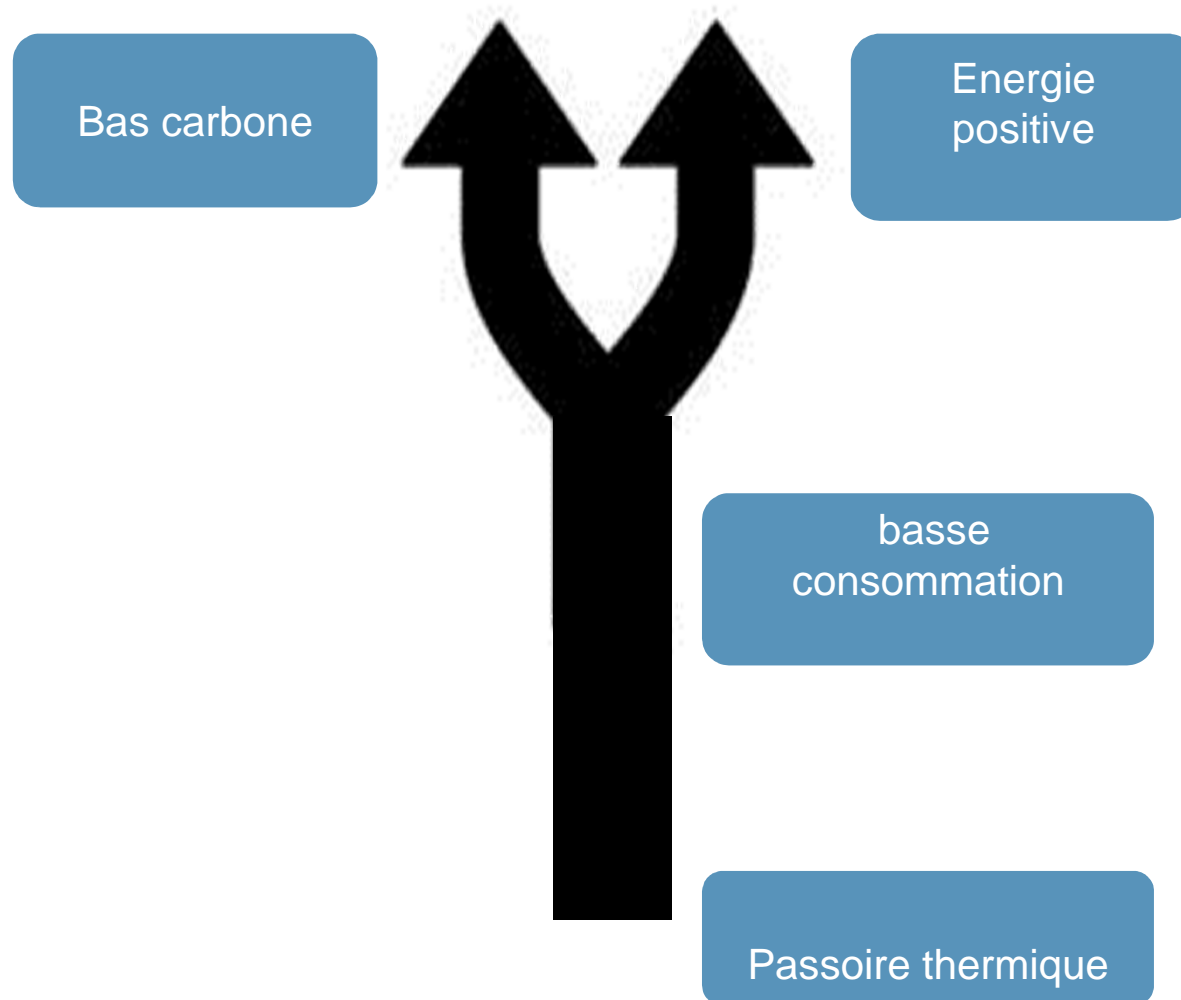 Bas carbone
Energie
positive
basse
consommation
Passoire thermique